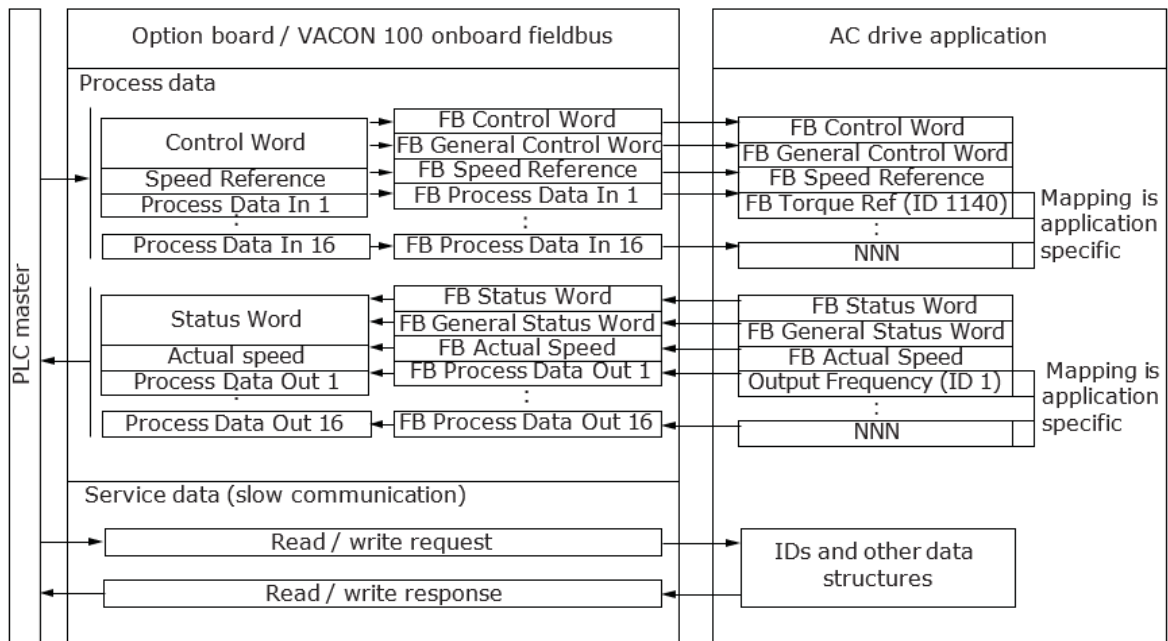 Option board / VACON 100 onboard fieldbus
AC drive application
PLC master
Process data
Control Word
Speed Reference
Process Data In 1
:
Process Data In 16
FB Control Word
FB General Control Word
FB Speed Reference
FB Process Data In 1
:
FB Process Data In 16
FB Control Word
FB General Control Word
FB Speed Reference
FB Torque Ref (ID 1140)
:
NNN
Mapping is
application
specific
Status Word
Actual speed
Process Data Out 1
:
Process Data Out 16
FB Status Word
FB General Status Word
FB Actual Speed
FB Process Data Out 1
:
FB Process Data Out 16
FB Status Word
FB General Status Word
FB Actual Speed
Output Frequency (ID 1)
:
NNN
Mapping is
application
specific
Service data (slow communication)
Read / write request
Read / write response
IDs and other data
structures